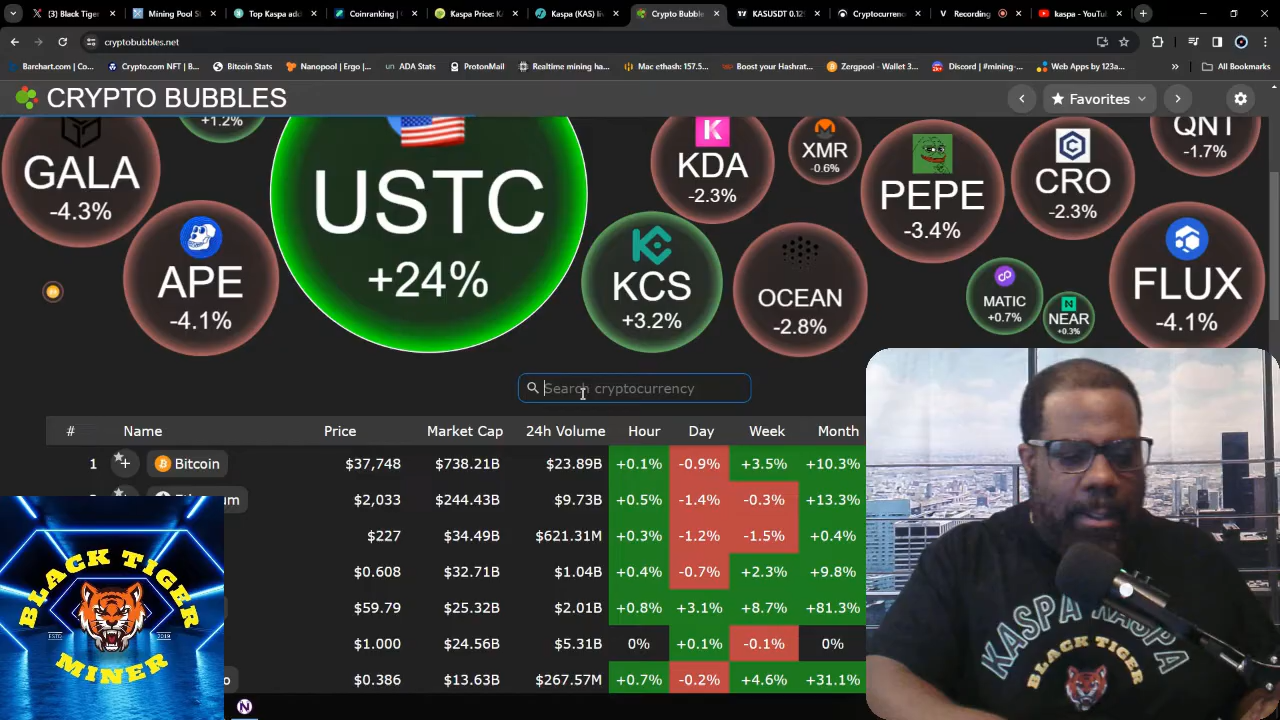 [3] Black Tiger
Mining Pool S
Top Kaspa add
Coinranking |
Kaspa Price: K
Kaspa (KAS) liv
Crypto Bubble
KASUSDT 0.12
Cryptocurrenc
Recording
kaspa - YouTu
cryptobubbles.net
Barchart.com | Co...
Crypto.com NFT | B...
Bitcoin Stats
Nanopool | Ergo |...
ADA Stats
ProtonMail
Realtime mining ha...
Mac ethash: 157.5...
Boost your Hashrat...
Zergpool - Wallet 3...
Discord | #mining-...
Web Apps by 123a...
All Bookmarks
CRYPTO BUBBLES
Favorites
+1.2%
GALA
-4.3%
USTC
+24%
KDA
-2.3%
XMR
-0.6%
PEPE
-3.4%
CRO
-2.3%
QNT
-1.7%
APE
-4.1%
KCS
+3.2%
OCEAN
-2.8%
MATIC
+0.7%
NEAR
+0.3%
FLUX
-4.1%
Search cryptocurrency
# Name Price Market Cap 24h Volume Hour Day Week Month
1 Bitcoin $37,748 $738.21B $23.89B +0.1% -0.9% +3.5% +10.3%
$2,033 $244.43B $9.73B +0.5% -1.4% -0.3% +13.3%
$227 $34.49B $621.31M +0.3% -1.2% -1.5% +0.4%
$0.608 $32.71B $1.04B +0.4% -0.7% +2.3% +9.8%
$59.79 $25.32B $2.01B +0.8% +3.1% +8.7% +81.3%
$1.000 $24.56B $5.31B 0% +0.1% -0.1% 0%
$0.386 $13.63B $267.57M +0.7% -0.2% +4.6% +31.1%
BLACK TIGER
ESTD 2019
MINER
KASPA KASPA
BLACK TIGER